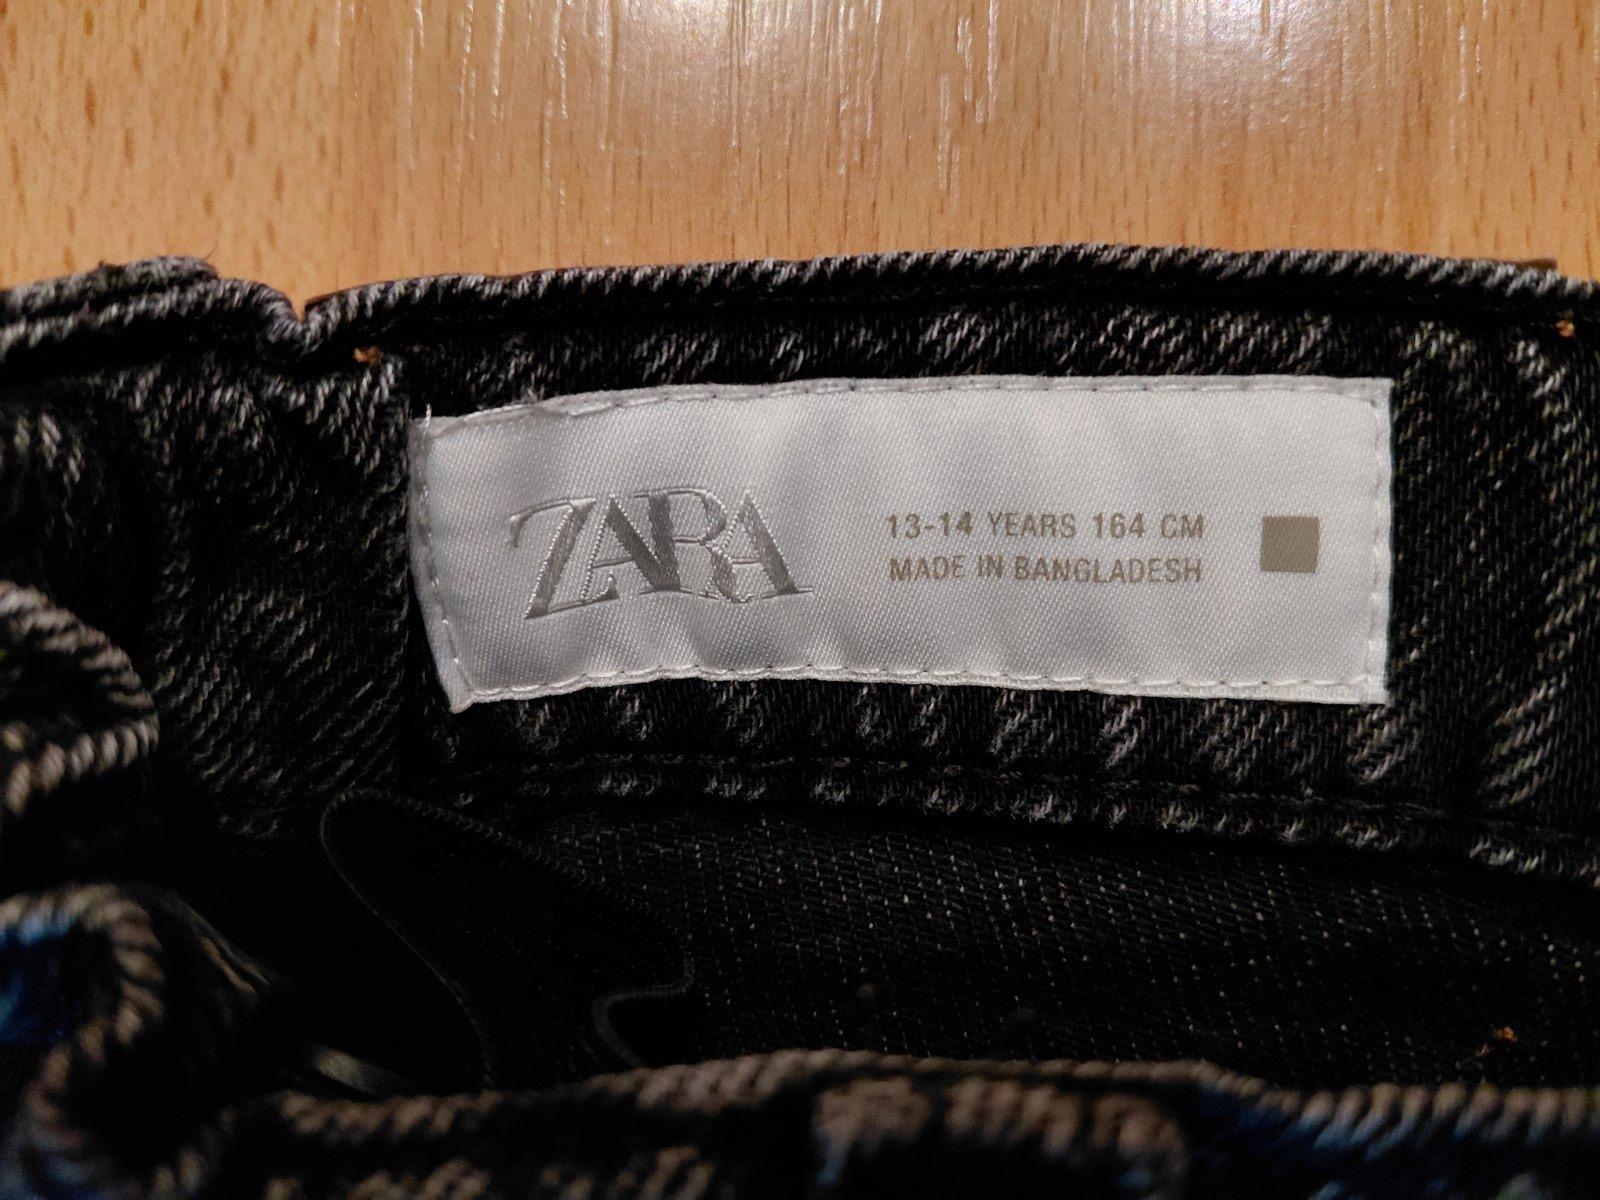 ZARA
13-14 YEARS 164 CM
MADE IN BANGLADESH